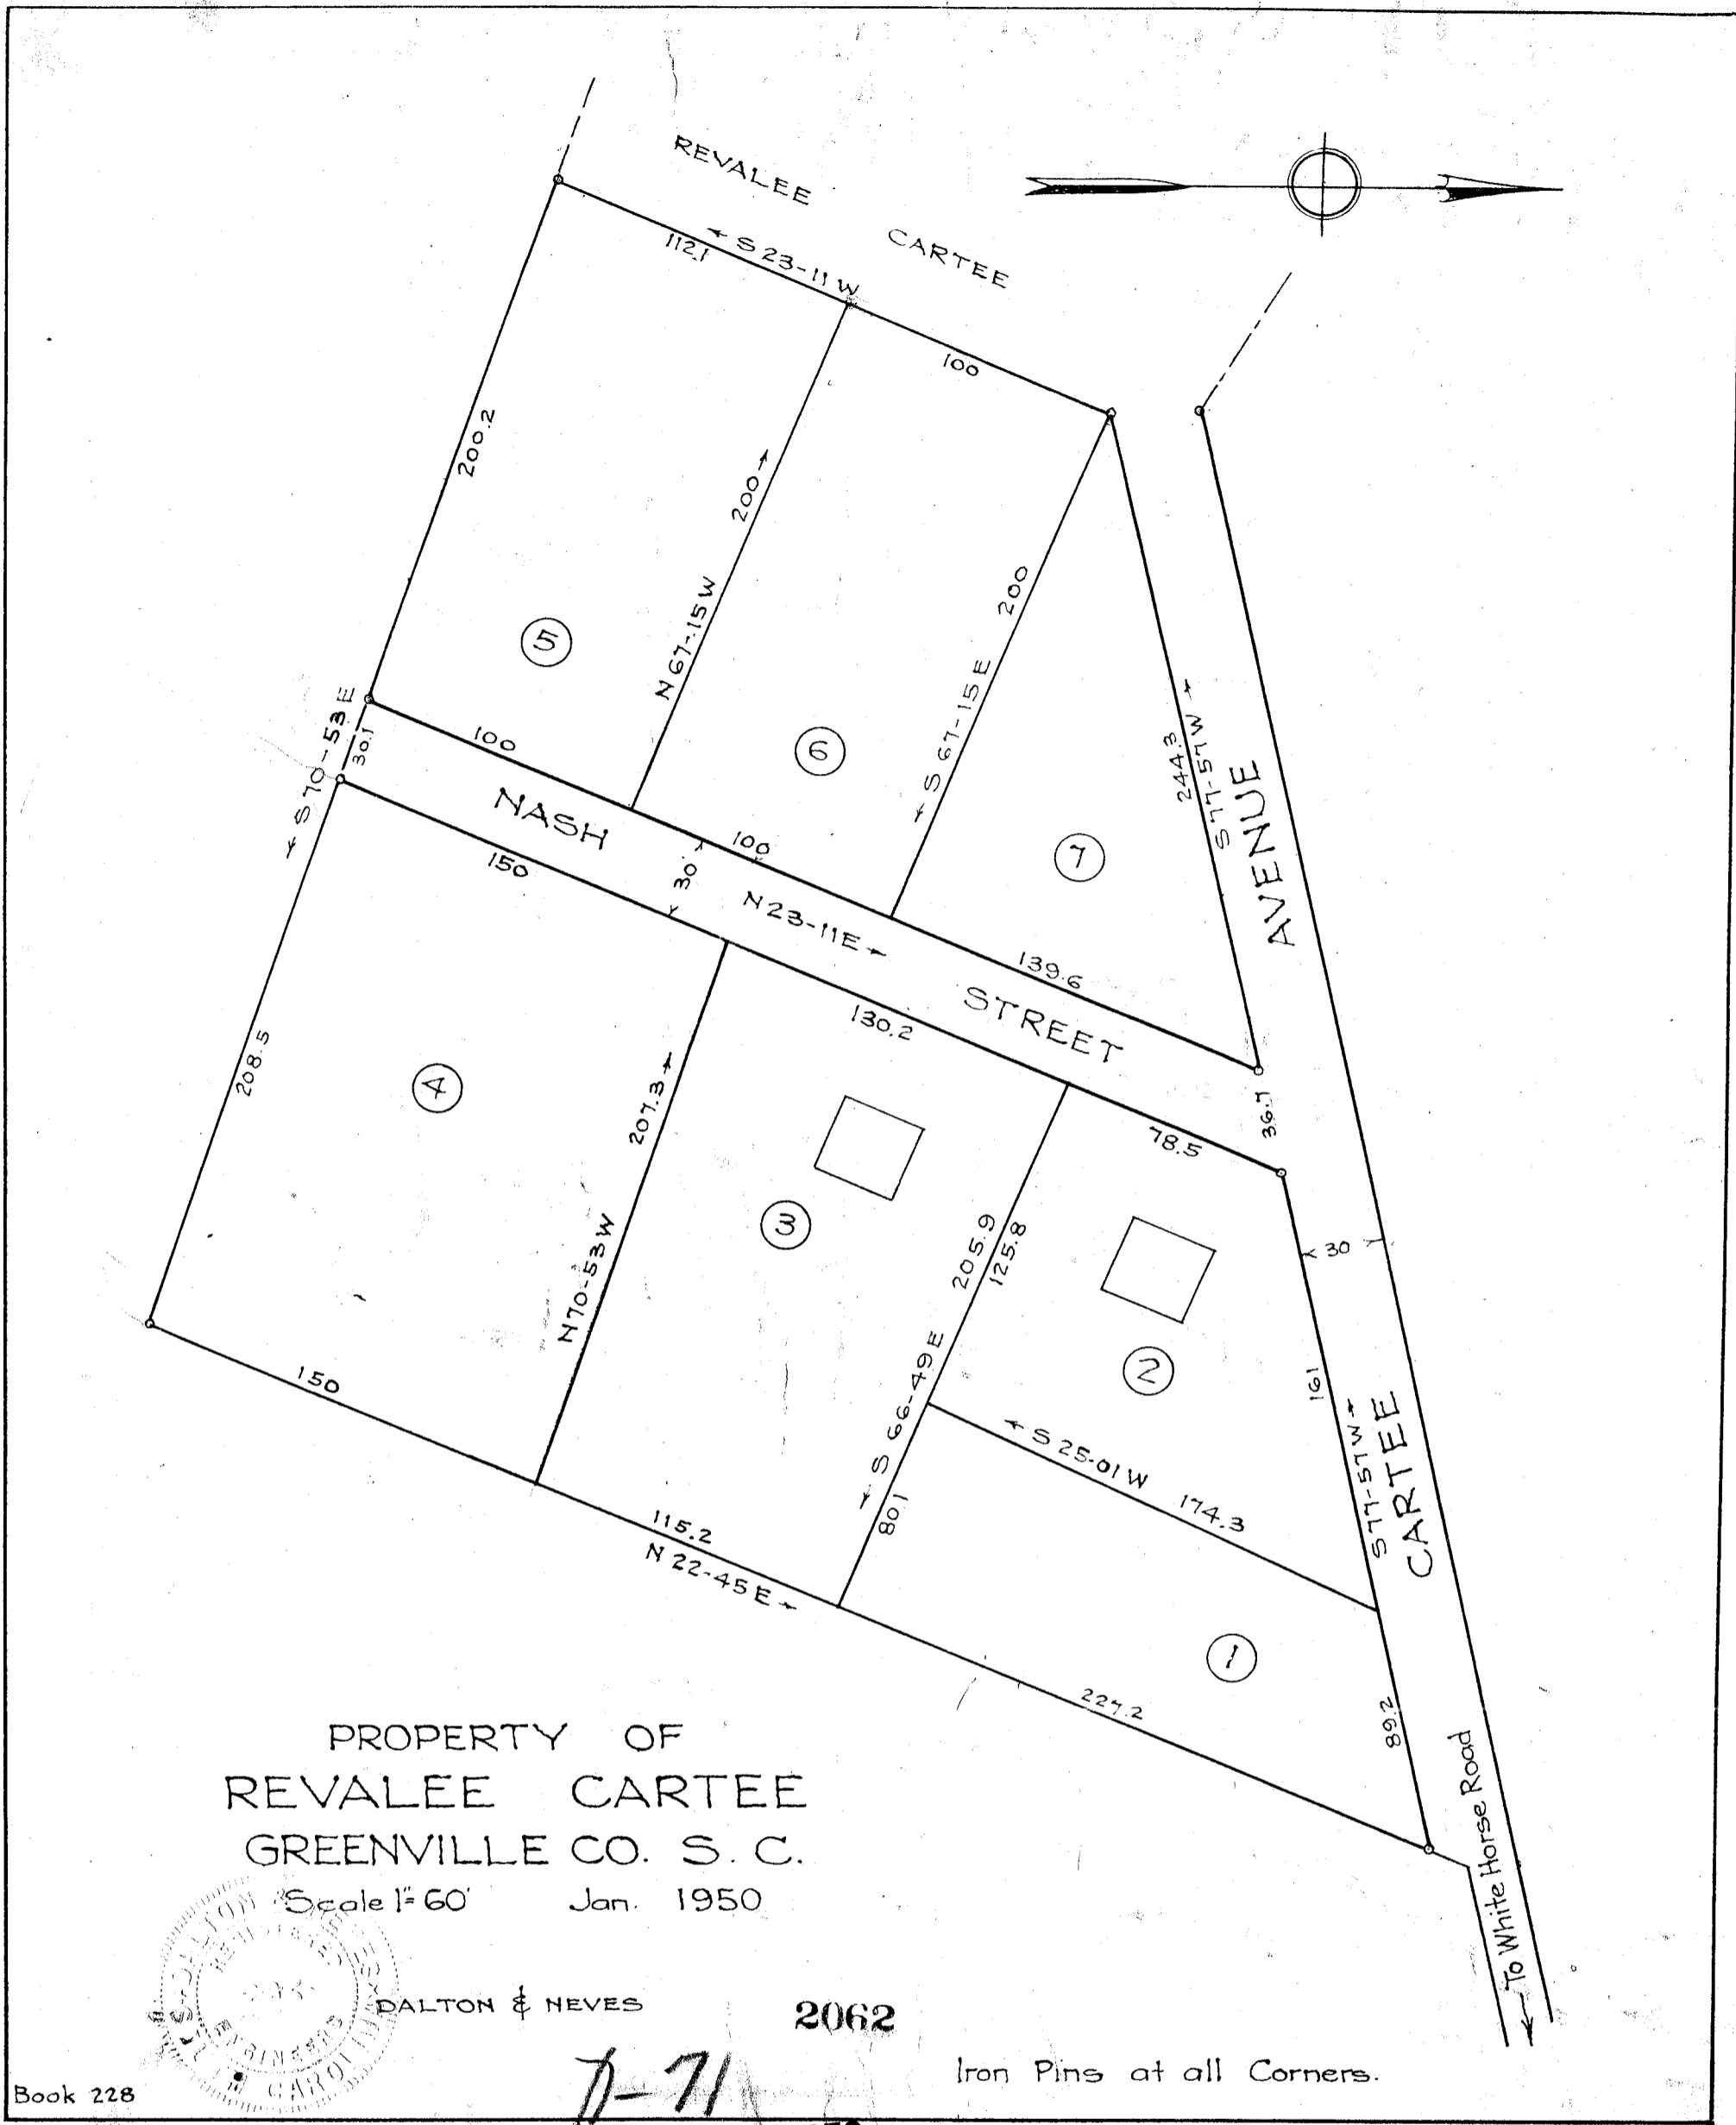 REVALEE CARTEE
← S 23-11 W
112.1
100
200.2
200 →
N 67-15 W
200
← S 67-15 E
5
6
7
244.3
S 77-57 W →
AVENUE
← S 70-53 E
30.1
100
100
139.6
NASH STREET
30
N 23-11 E →
150
130.2
78.5
36.7
30
208.5
4
207.3 →
N 70-53 W
3
205.9
125.8
← S 66-49 E
80.1
2
161
S 77-57 W →
CARTEE
← S 25-01 W 174.3
150
115.2
N 22-45 E →
1
227.2
89.2
← To White Horse Road
PROPERTY OF
REVALEE CARTEE
GREENVILLE CO. S. C.
Scale 1"=60' Jan. 1950
DALTON & NEVES
2062
Iron Pins at all Corners.
Book 228